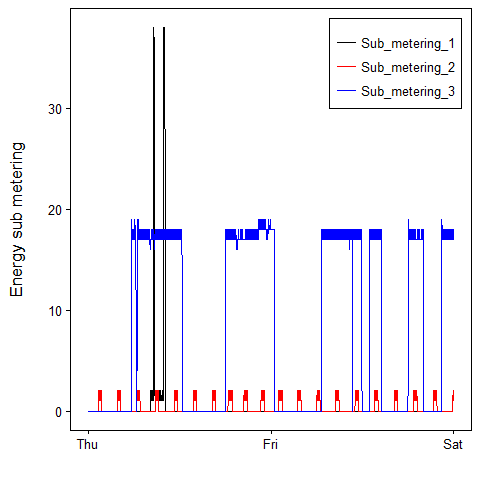 Sub_metering_1
Sub_metering_2
Sub_metering_3
Energy sub metering
30
20
10
0
Thu
Fri
Sat